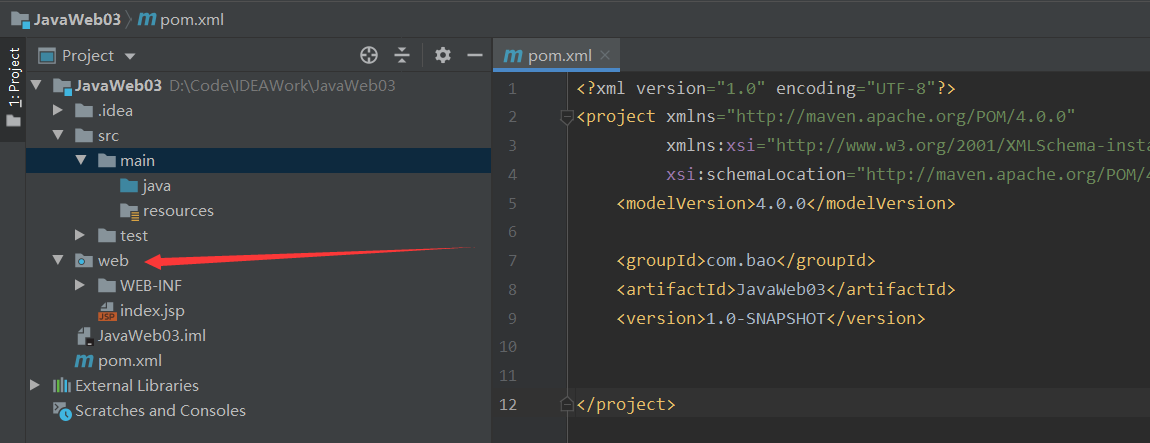 JavaWeb03 pom.xml
1: Project
Project
JavaWeb03 D:\Code\IDEAWork\JavaWeb03
.idea
src
main
java
resources
test
web
WEB-INF
JSP index.jsp
JavaWeb03.iml
m pom.xml
External Libraries
Scratches and Consoles
m pom.xml
1 <?xml version="1.0" encoding="UTF-8"?>
2 <project xmlns="http://maven.apache.org/POM/4.0.0"
3 xmlns:xsi="http://www.w3.org/2001/XMLSchema-insta
4 xsi:schemaLocation="http://maven.apache.org/POM/4
5 <modelVersion>4.0.0</modelVersion>
6
7 <groupId>com.bao</groupId>
8 <artifactId>JavaWeb03</artifactId>
9 <version>1.0-SNAPSHOT</version>
10
11
12 </project>